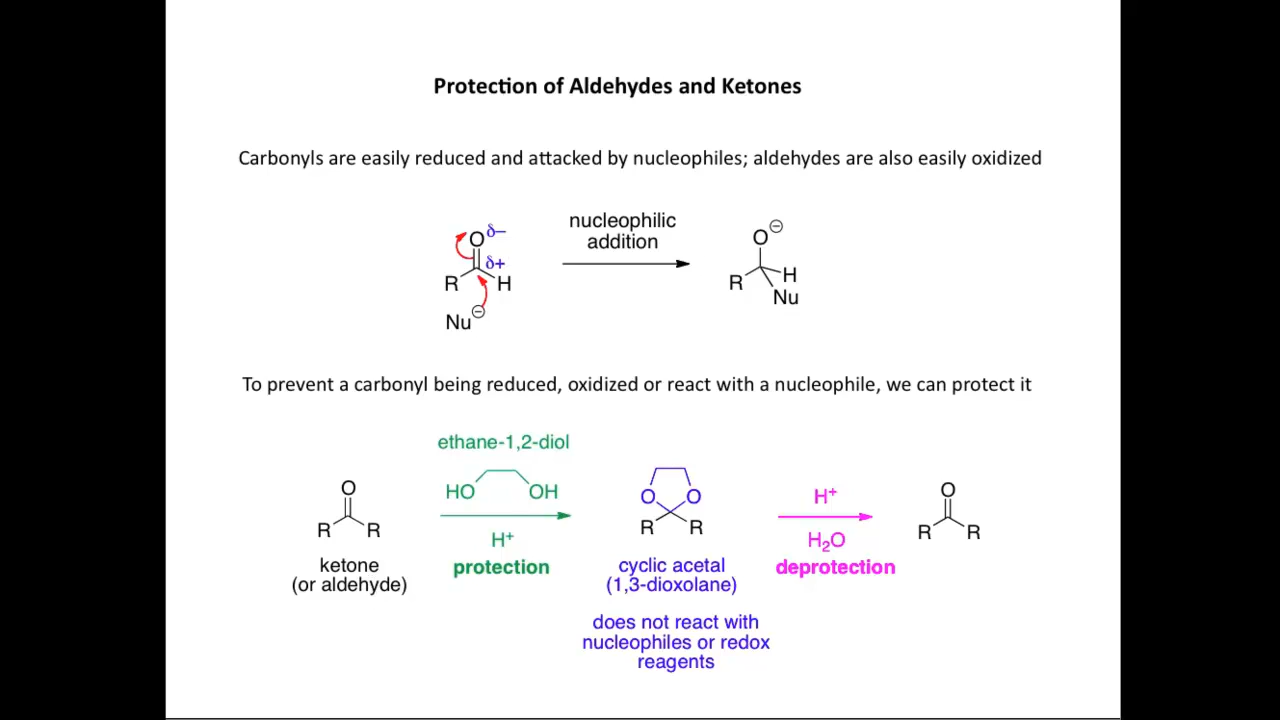 Protection of Aldehydes and Ketones
Carbonyls are easily reduced and attacked by nucleophiles; aldehydes are also easily oxidized
nucleophilic
addition
O δ–
δ+
R H
Nu ⊖
O ⊖
R H
Nu
To prevent a carbonyl being reduced, oxidized or react with a nucleophile, we can protect it
ethane-1,2-diol
HO OH
H⁺
protection
O
R R
ketone
(or aldehyde)
O O
R R
cyclic acetal
(1,3-dioxolane)
does not react with
nucleophiles or redox
reagents
H⁺
H₂O
deprotection
O
R R